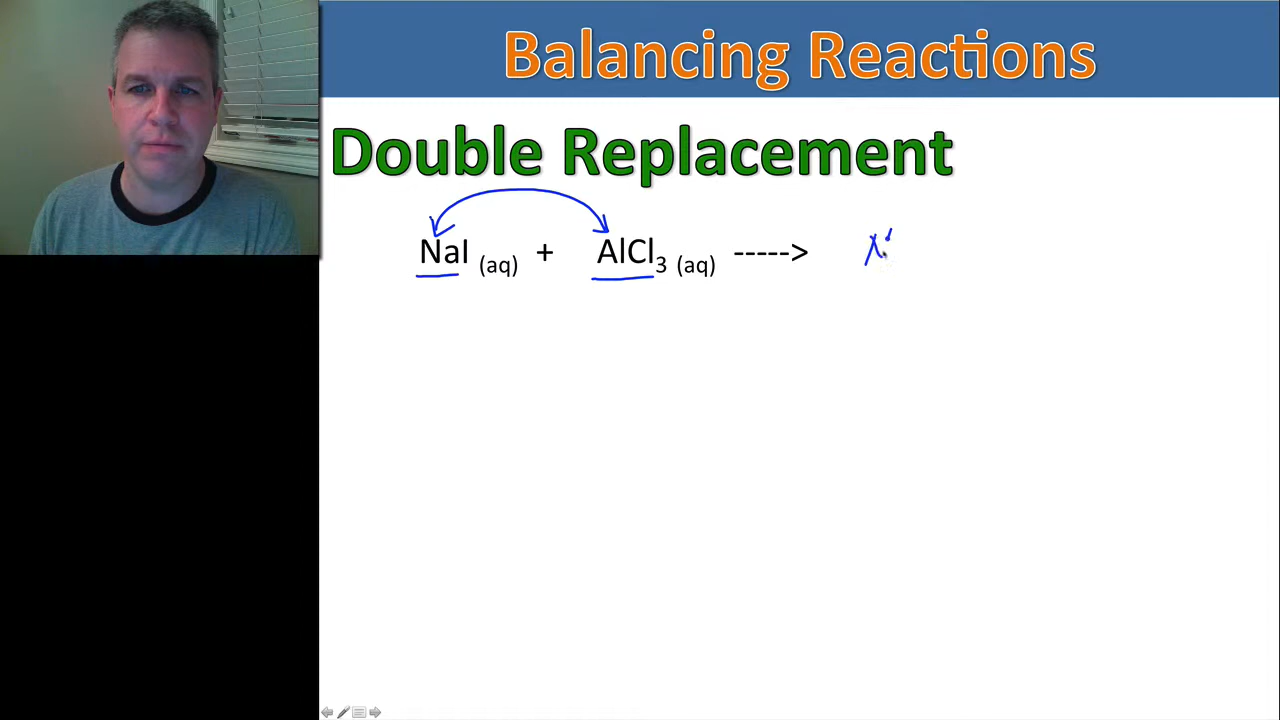 Balancing Reactions
Double Replacement
NaI (aq) + AlCl3 (aq) ----->